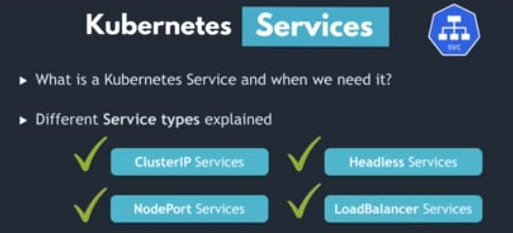 Kubernetes Services
svc
What is a Kubernetes Service and when we need it?
Different Service types explained
ClusterIP Services
Headless Services
NodePort Services
LoadBalancer Services